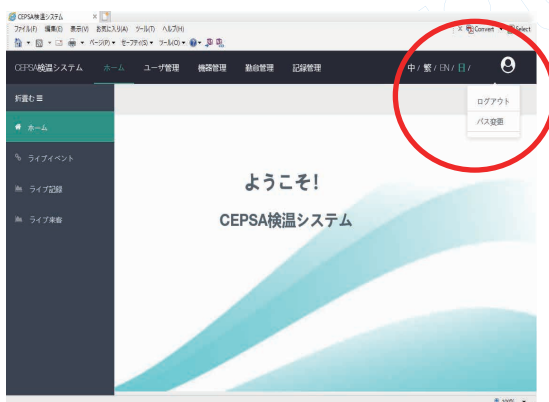 CEPSA検温システム
ファイル(F) 編集(E) 表示(V) お気に入り(A) ツール(T) ヘルプ(H)
x Convert Select
ページ(P) セーフティ(S) ツール(O)
CEPSA検温システム ホーム ユーザ管理 機器管理 勤怠管理 記録管理 中 / 繁 / EN / 日 /
折畳む
ログアウト
ホーム
パス変更
ライブイベント
ライブ記録
ようこそ!
ライブ来客
CEPSA検温システム
100%